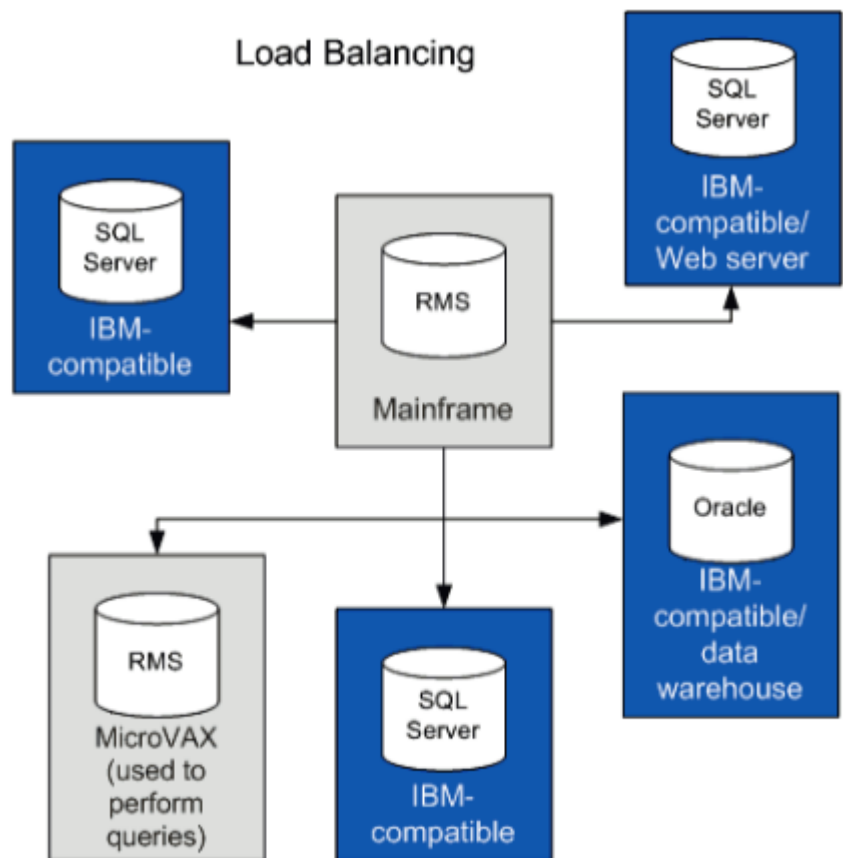 Load Balancing
SQL
Server
IBM-
compatible/
Web server
SQL
Server
IBM-
compatible
RMS
Mainframe
Oracle
IBM-
compatible/
data
warehouse
RMS
MicroVAX
(used to
perform
queries)
SQL
Server
IBM-
compatible